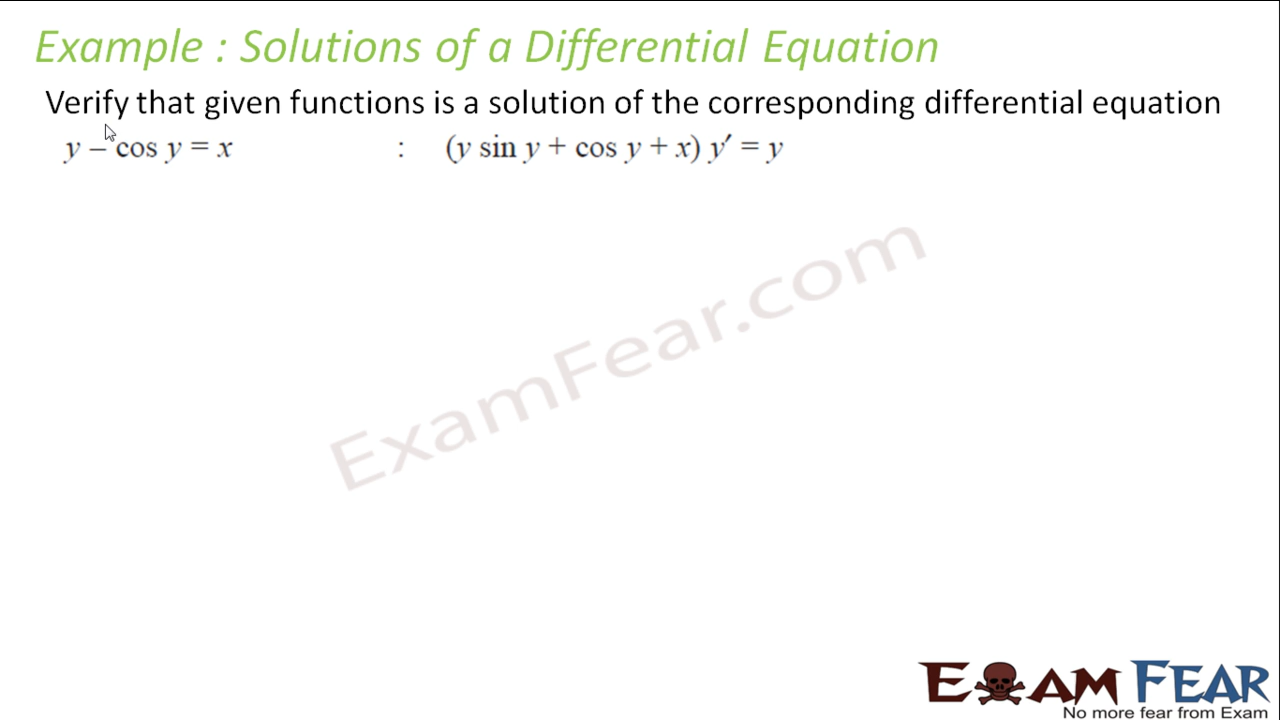 Example : Solutions of a Differential Equation
Verify that given functions is a solution of the corresponding differential equation
y – cos y = x : (y sin y + cos y + x) y′ = y
ExamFear.com
EXAM FEAR
No more fear from Exam